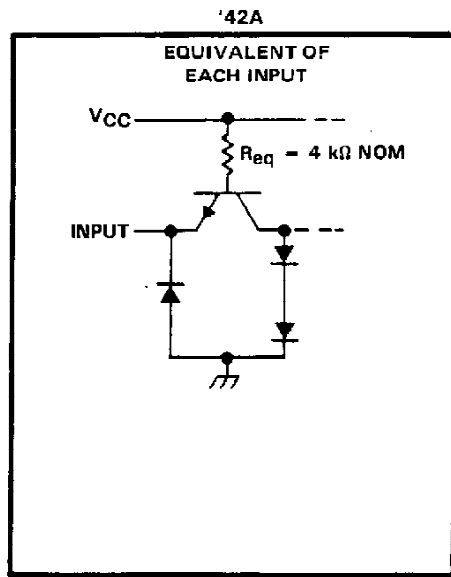 '42A
EQUIVALENT OF
EACH INPUT
VCC
Req = 4 kΩ NOM
INPUT